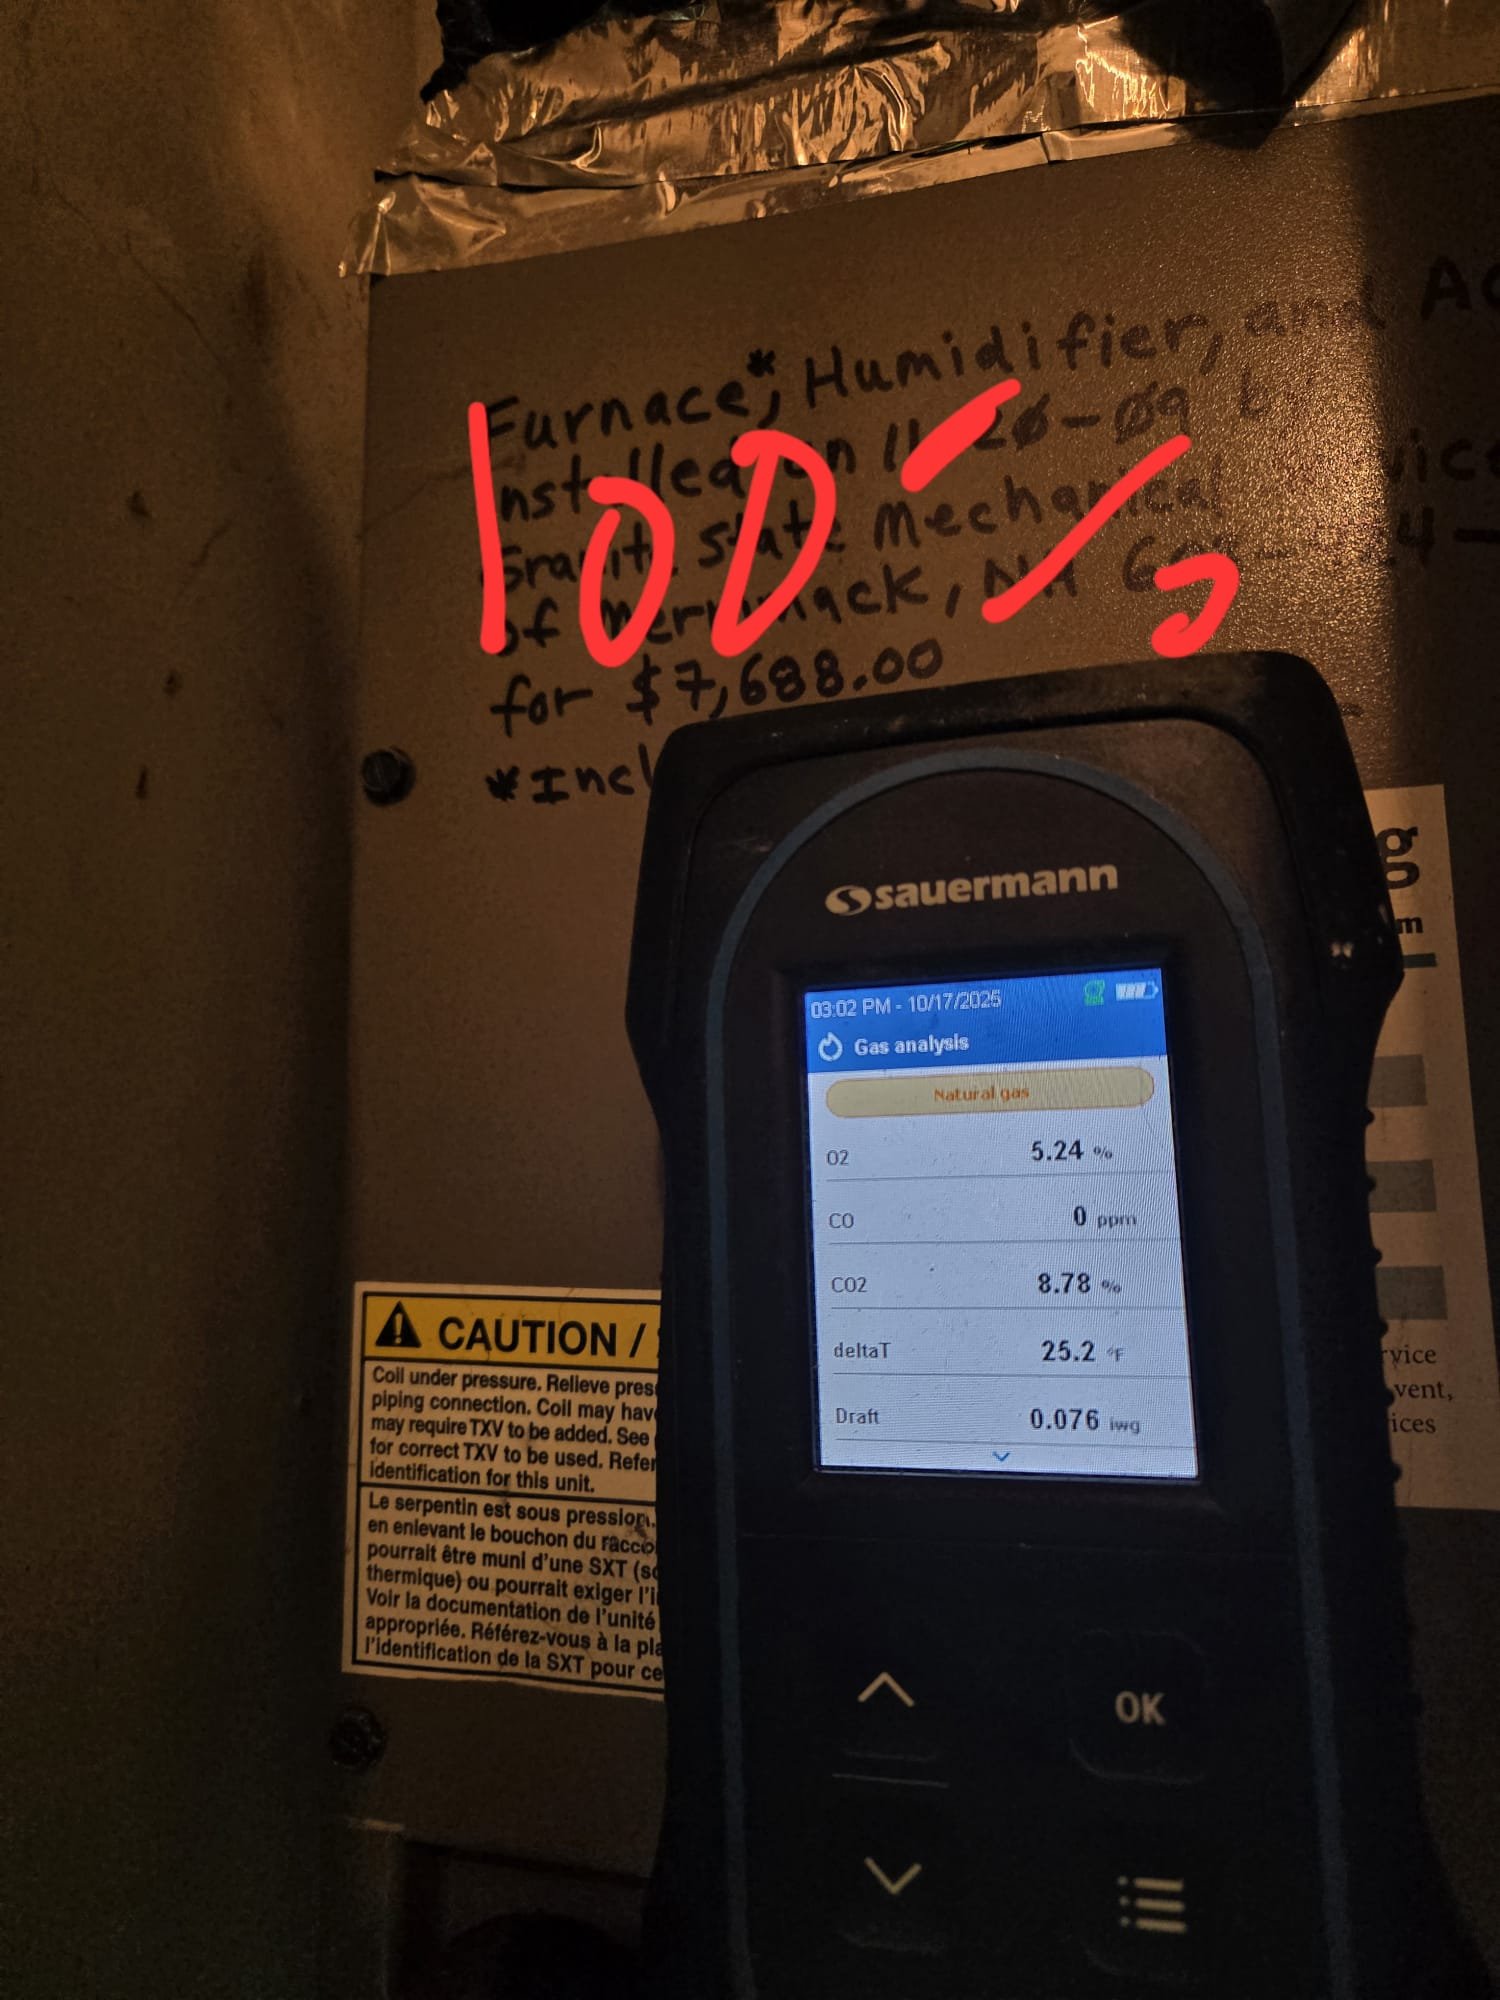 Furnace*, Humidifier, and AC
Installed on 11-20-09
Granite State Mechanical
of Merrimack, NH
for $7,688.00
*Incl
100%
sauermann
03:02 PM - 10/17/2025
Gas analysis
Natural gas
O2 5.24 %
CO 0 ppm
CO2 8.78 %
deltaT 25.2 °F
Draft 0.076 iwg
OK
CAUTION /
Coil under pressure. Relieve pres
piping connection. Coil may hav
may require TXV to be added. See
for correct TXV to be used. Refer
identification for this unit.
Le serpentin est sous pression.
en enlevant le bouchon du racco
pourrait être muni d'une SXT (so
thermique) ou pourrait exiger l'i
Voir la documentation de l'unité
appropriée. Référez-vous à la pla
l'identification de la SXT pour ce
g
m
rvice
vent,
ices